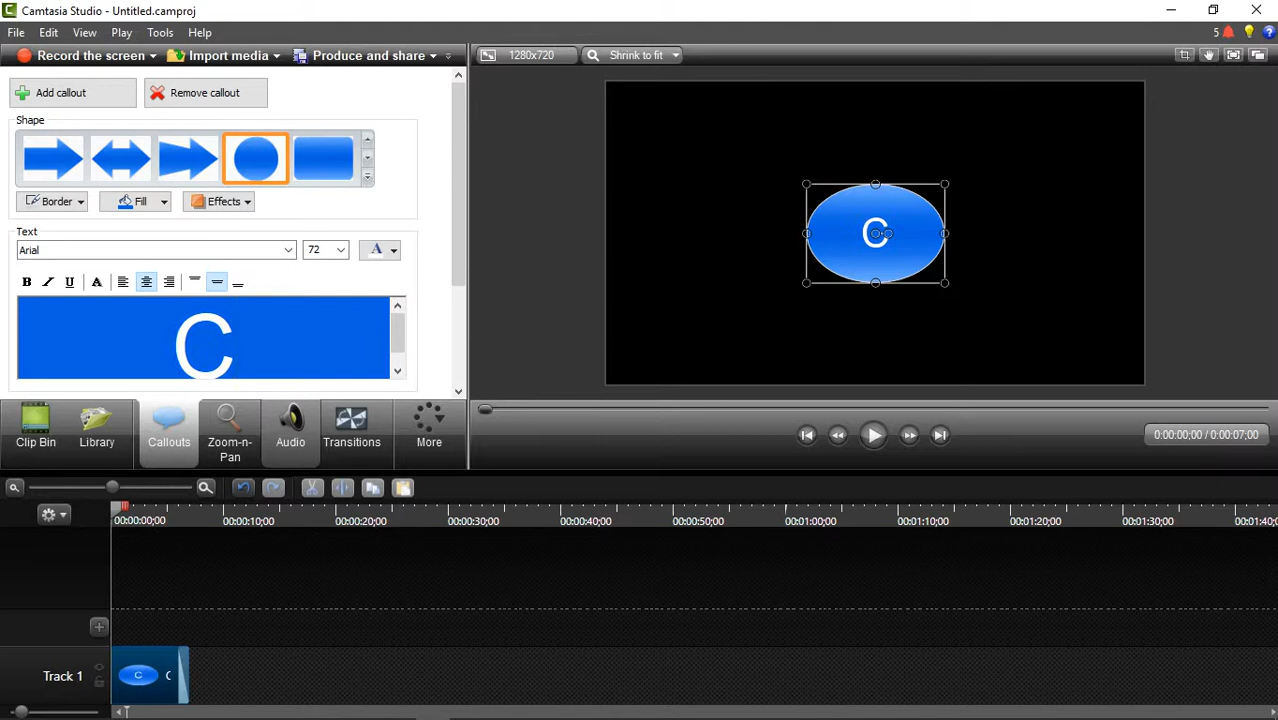 Camtasia Studio - Untitled.camproj
File Edit View Play Tools Help
5
Record the screen Import media Produce and share
1280x720 Shrink to fit
Add callout Remove callout
Shape
Border Fill Effects
Text
Arial 72 A
B I U A
C
C
Clip Bin Library Callouts Zoom-n-Pan Audio Transitions More
0:00:00;00 / 0:00:07;00
00:00:00;00 00:00:10;00 00:00:20;00 00:00:30;00 00:00:40;00 00:00:50;00 00:01:00;00 00:01:10;00 00:01:20;00 00:01:30;00 00:01:40;0
Track 1 C C